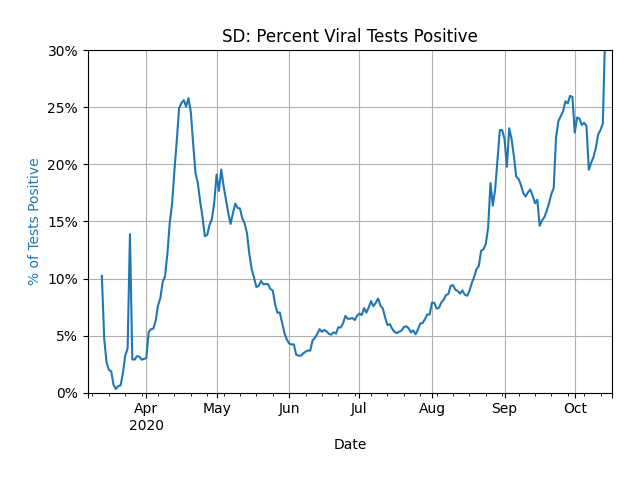 SD: Percent Viral Tests Positive
30%
25%
20%
15%
10%
5%
0%
% of Tests Positive
Apr May Jun Jul Aug Sep Oct
2020
Date